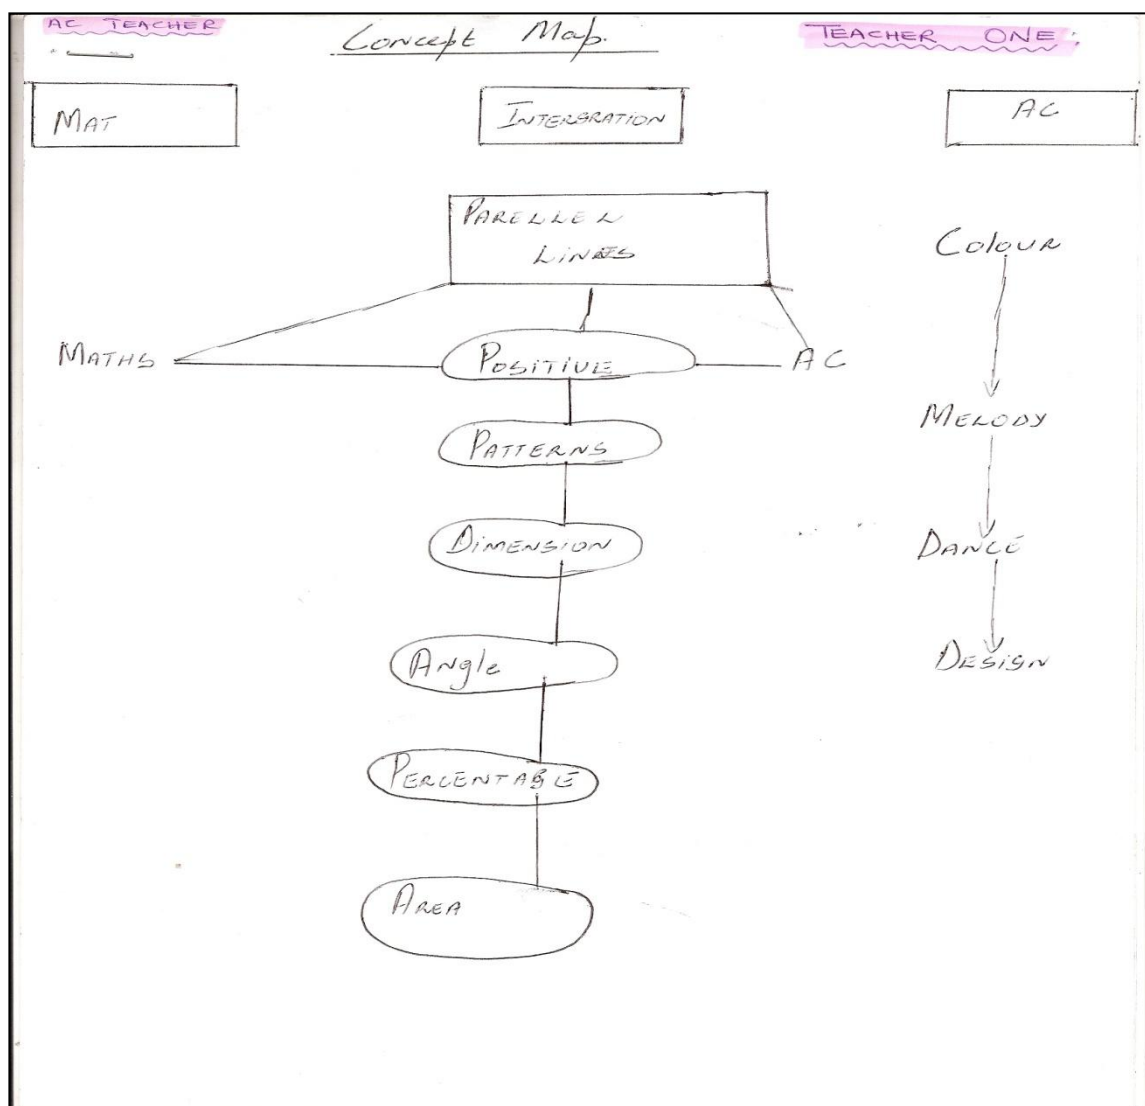 AC TEACHER
Concept Map.
TEACHER ONE:
MAT
INTERGRATION
AC
PARELLEL
LINES
COLOUR
MATHS
POSITIVE
AC
MELODY
PATTERNS
DIMENSION
DANCE
ANGLE
DESIGN
PERCENTABLE
AREA